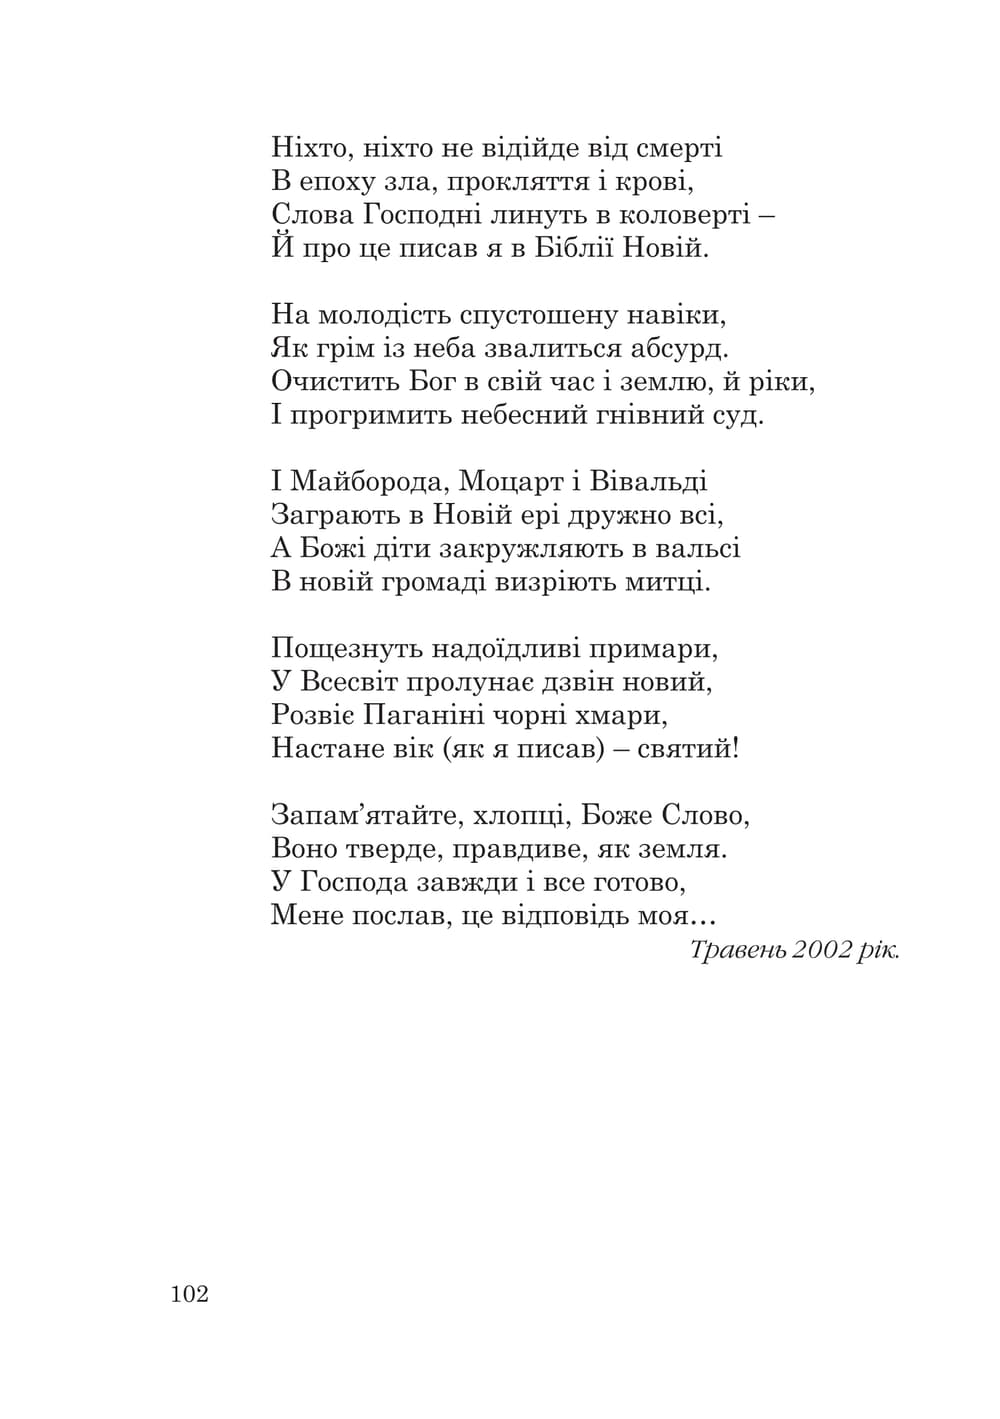 Ніхто, ніхто не відійде від смерті
В епоху зла, прокляття і крові,
Слова Господні линуть в коловерті –
Й про це писав я в Біблії Новій.

На молодість спустошену навіки,
Як грім із неба звалиться абсурд.
Очистить Бог в свій час і землю, й ріки,
І прогримить небесний гнівний суд.

І Майборода, Моцарт і Вівальді
Заграють в Новій ері дружно всі,
А Божі діти закружляють в вальсі
В новій громаді визріють митці.

Пощезнуть надоїдливі примари,
У Всесвіт пролунає дзвін новий,
Розвіє Паганіні чорні хмари,
Настане вік (як я писав) – святий!

Запам’ятайте, хлопці, Боже Слово,
Воно тверде, правдиве, як земля.
У Господа завжди і все готово,
Мене послав, це відповідь моя...
Травень 2002 рік.

102